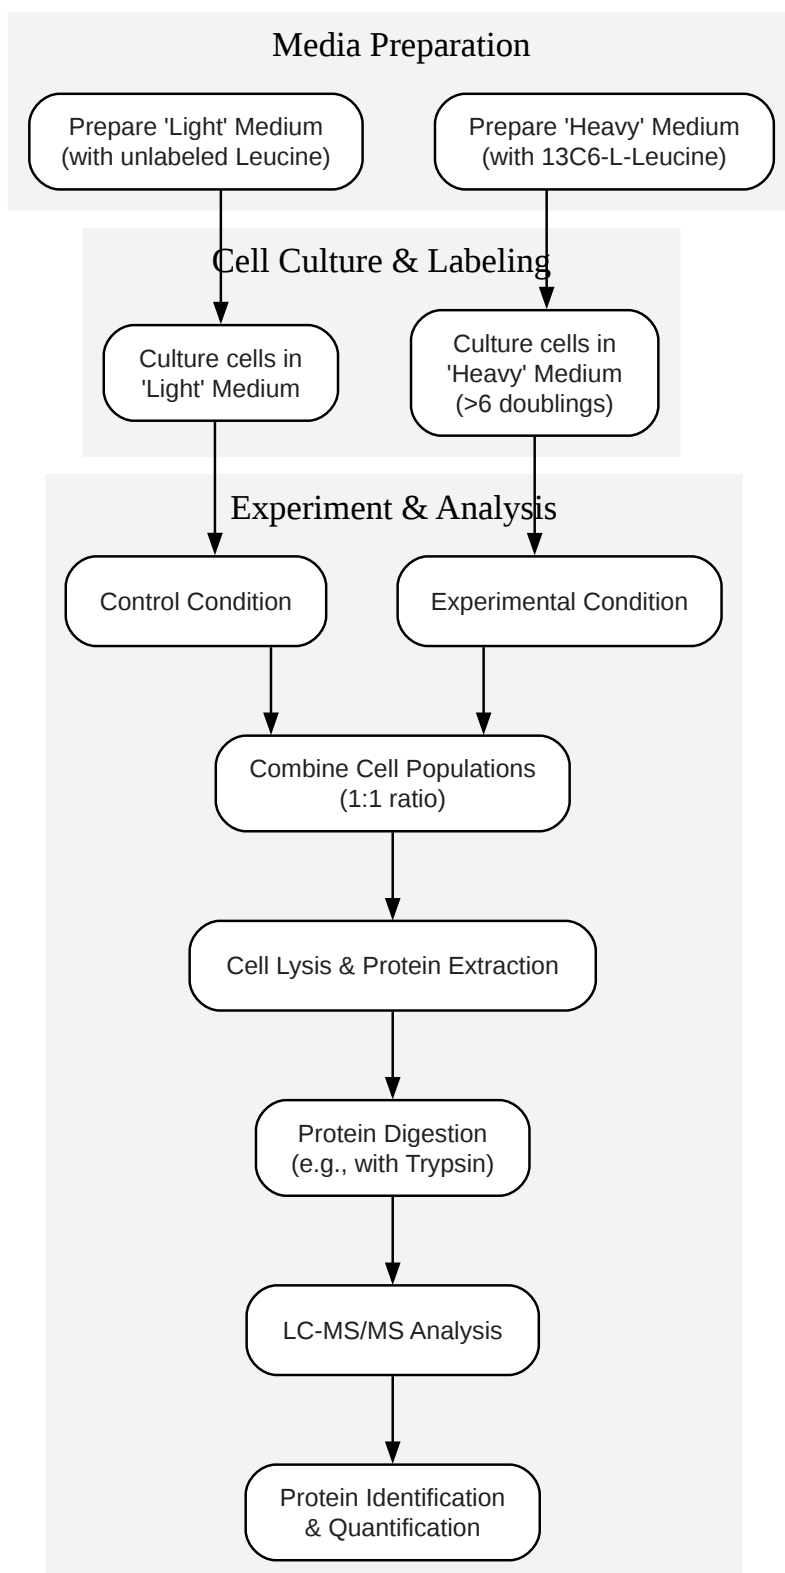 Media Preparation
Prepare 'Light' Medium
(with unlabeled Leucine)
Prepare 'Heavy' Medium
(with 13C6-L-Leucine)
Cell Culture & Labeling
Culture cells in
'Light' Medium
Culture cells in
'Heavy' Medium
(>6 doublings)
Experiment & Analysis
Control Condition
Experimental Condition
Combine Cell Populations
(1:1 ratio)
Cell Lysis & Protein Extraction
Protein Digestion
(e.g., with Trypsin)
LC-MS/MS Analysis
Protein Identification
& Quantification